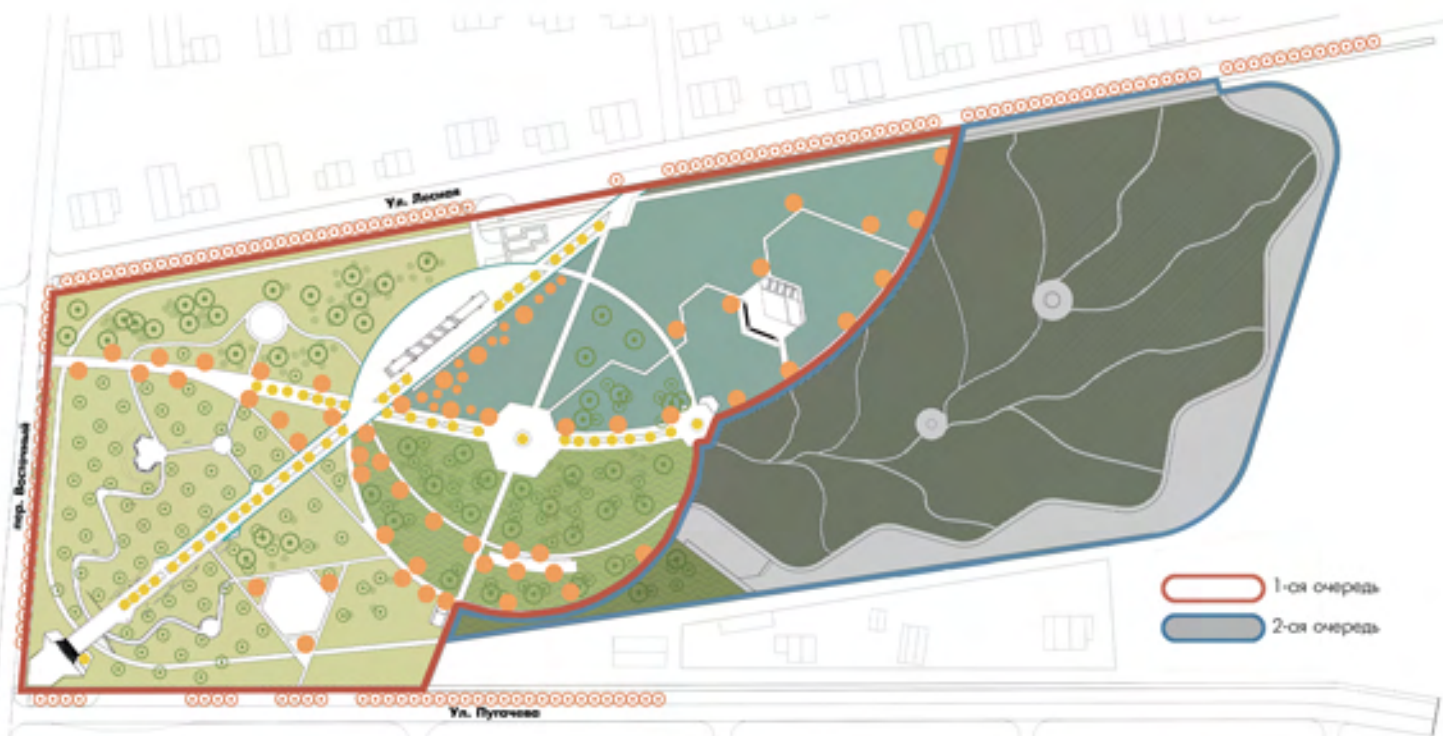 Ул. Лесная
пер. Восточный
1-ая очередь
2-ая очередь
Ул. Пугачева